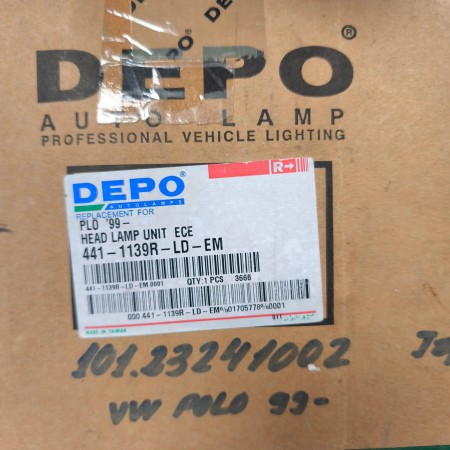 DEPO®
AUTO LAMP
PROFESSIONAL VEHICLE LIGHTING
R
DEPO®
AUTOLAMPS
REPLACEMENT FOR
PLO '99-
HEAD LAMP UNIT ECE
441-1139R-LD-EM
441-1139R-LD-EM.0001 QTY:1 PCS 3666
000 441-1139R-LD-EM
MADE IN TAIWAN
101.23241002
VW POLO 99-